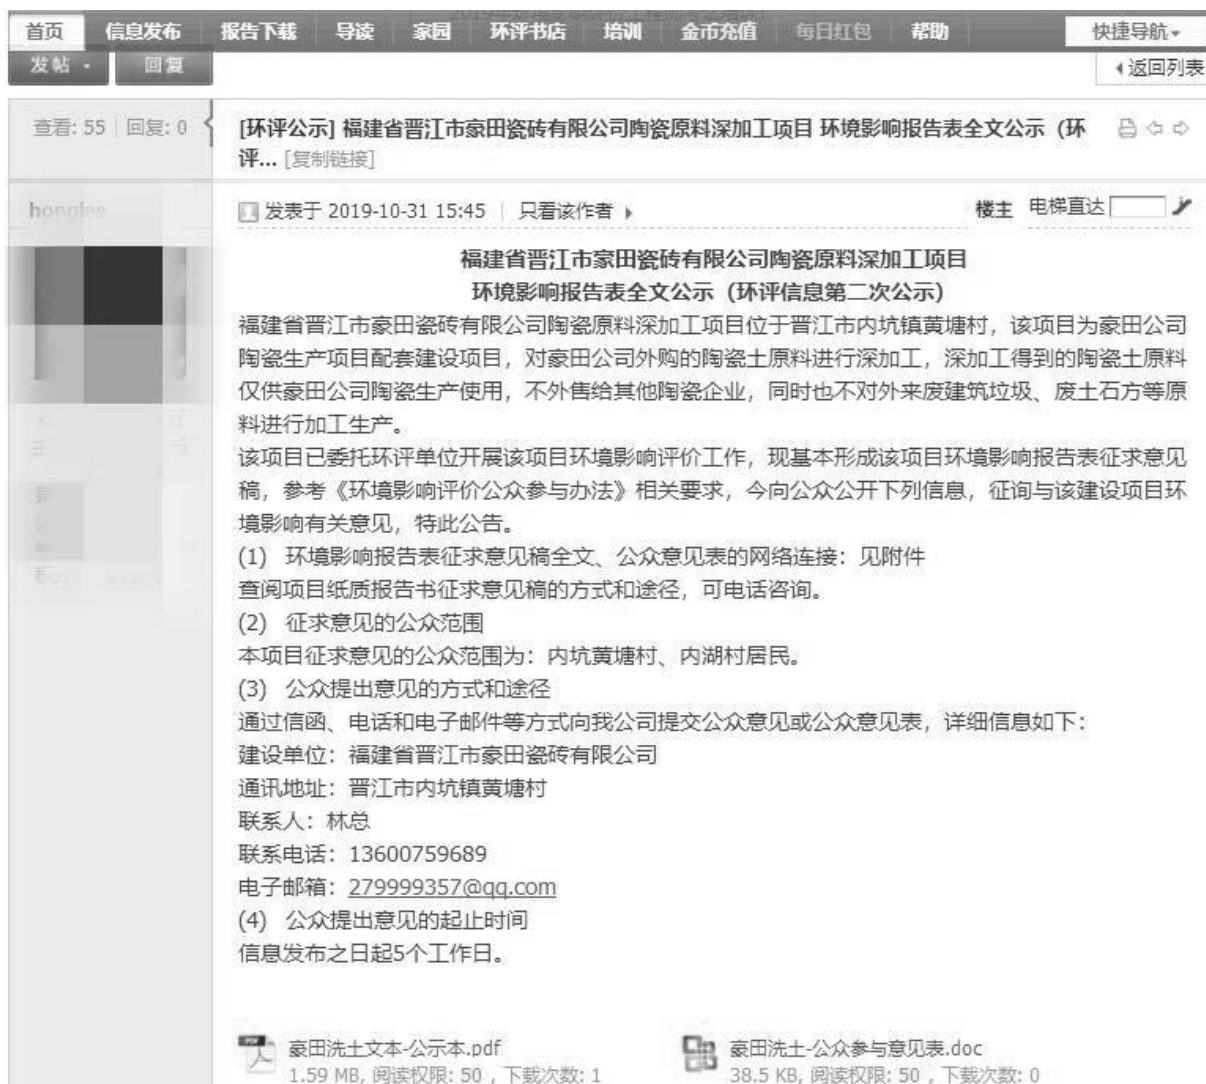 首页 信息发布 报告下载 导读 家园 环评书店 培训 金币充值 每日红包 帮助 快捷导航
发帖 回复 返回列表
查看: 55 回复: 0
[环评公示] 福建省晋江市豪田瓷砖有限公司陶瓷原料深加工项目 环境影响报告表全文公示（环
评... [复制链接]
honglee
发表于 2019-10-31 15:45 只看该作者 楼主 电梯直达
福建省晋江市豪田瓷砖有限公司陶瓷原料深加工项目
环境影响报告表全文公示（环评信息第二次公示）
福建省晋江市豪田瓷砖有限公司陶瓷原料深加工项目位于晋江市内坑镇黄塘村，该项目为豪田公司
陶瓷生产项目配套建设项目，对豪田公司外购的陶瓷土原料进行深加工，深加工得到的陶瓷土原料
仅供豪田公司陶瓷生产使用，不外售给其他陶瓷企业，同时也不对外来废建筑垃圾、废土石方等原
料进行加工生产。
该项目已委托环评单位开展该项目环境影响评价工作，现基本形成该项目环境影响报告表征求意见
稿，参考《环境影响评价公众参与办法》相关要求，今向公众公开下列信息，征询与该建设项目环
境影响有关意见，特此公告。
(1) 环境影响报告表征求意见稿全文、公众意见表的网络连接：见附件
查阅项目纸质报告书征求意见稿的方式和途径，可电话咨询。
(2) 征求意见的公众范围
本项目征求意见的公众范围为：内坑黄塘村、内湖村居民。
(3) 公众提出意见的方式和途径
通过信函、电话和电子邮件等方式向我公司提交公众意见或公众意见表，详细信息如下：
建设单位：福建省晋江市豪田瓷砖有限公司
通讯地址：晋江市内坑镇黄塘村
联系人：林总
联系电话：13600759689
电子邮箱：279999357@qq.com
(4) 公众提出意见的起止时间
信息发布之日起5个工作日。
豪田洗土文本-公示本.pdf
1.59 MB, 阅读权限: 50 , 下载次数: 1
豪田洗土-公众参与意见表.doc
38.5 KB, 阅读权限: 50 , 下载次数: 0